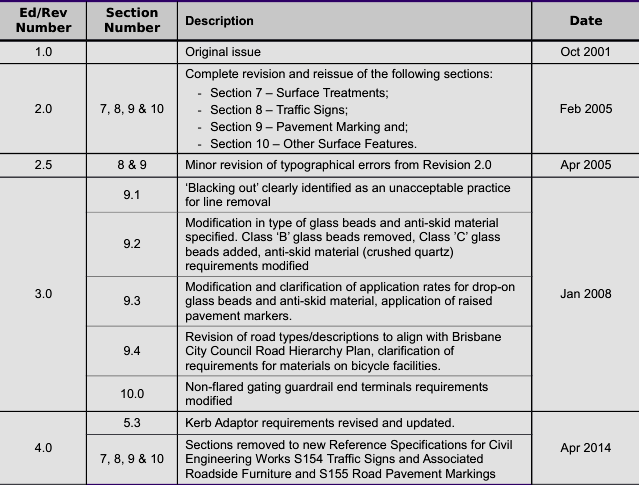 Ed/Rev Number
Section Number
Description
Date
1.0
Original issue
Oct 2001
2.0
7, 8, 9 & 10
Complete revision and reissue of the following sections:
- Section 7 – Surface Treatments;
- Section 8 – Traffic Signs;
- Section 9 – Pavement Marking and;
- Section 10 – Other Surface Features.
Feb 2005
2.5
8 & 9
Minor revision of typographical errors from Revision 2.0
Apr 2005
3.0
9.1
‘Blacking out’ clearly identified as an unacceptable practice
for line removal
9.2
Modification in type of glass beads and anti-skid material
specified. Class ‘B’ glass beads removed, Class ’C’ glass
beads added, anti-skid material (crushed quartz)
requirements modified
9.3
Modification and clarification of application rates for drop-on
glass beads and anti-skid material, application of raised
pavement markers.
9.4
Revision of road types/descriptions to align with Brisbane
City Council Road Hierarchy Plan, clarification of
requirements for materials on bicycle facilities.
10.0
Non-flared gating guardrail end terminals requirements
modified
Jan 2008
4.0
5.3
Kerb Adaptor requirements revised and updated.
7, 8, 9 & 10
Sections removed to new Reference Specifications for Civil
Engineering Works S154 Traffic Signs and Associated
Roadside Furniture and S155 Road Pavement Markings
Apr 2014